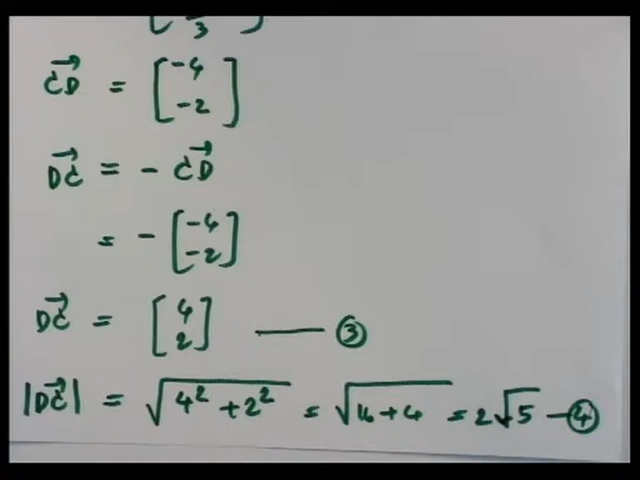 3
→CD = [-4 -2]
→DC = - →CD
= - [-4 -2]
→DC = [4 2] — ③
|→DC| = √4² + 2² = √16 + 4 = 2√5 — ④